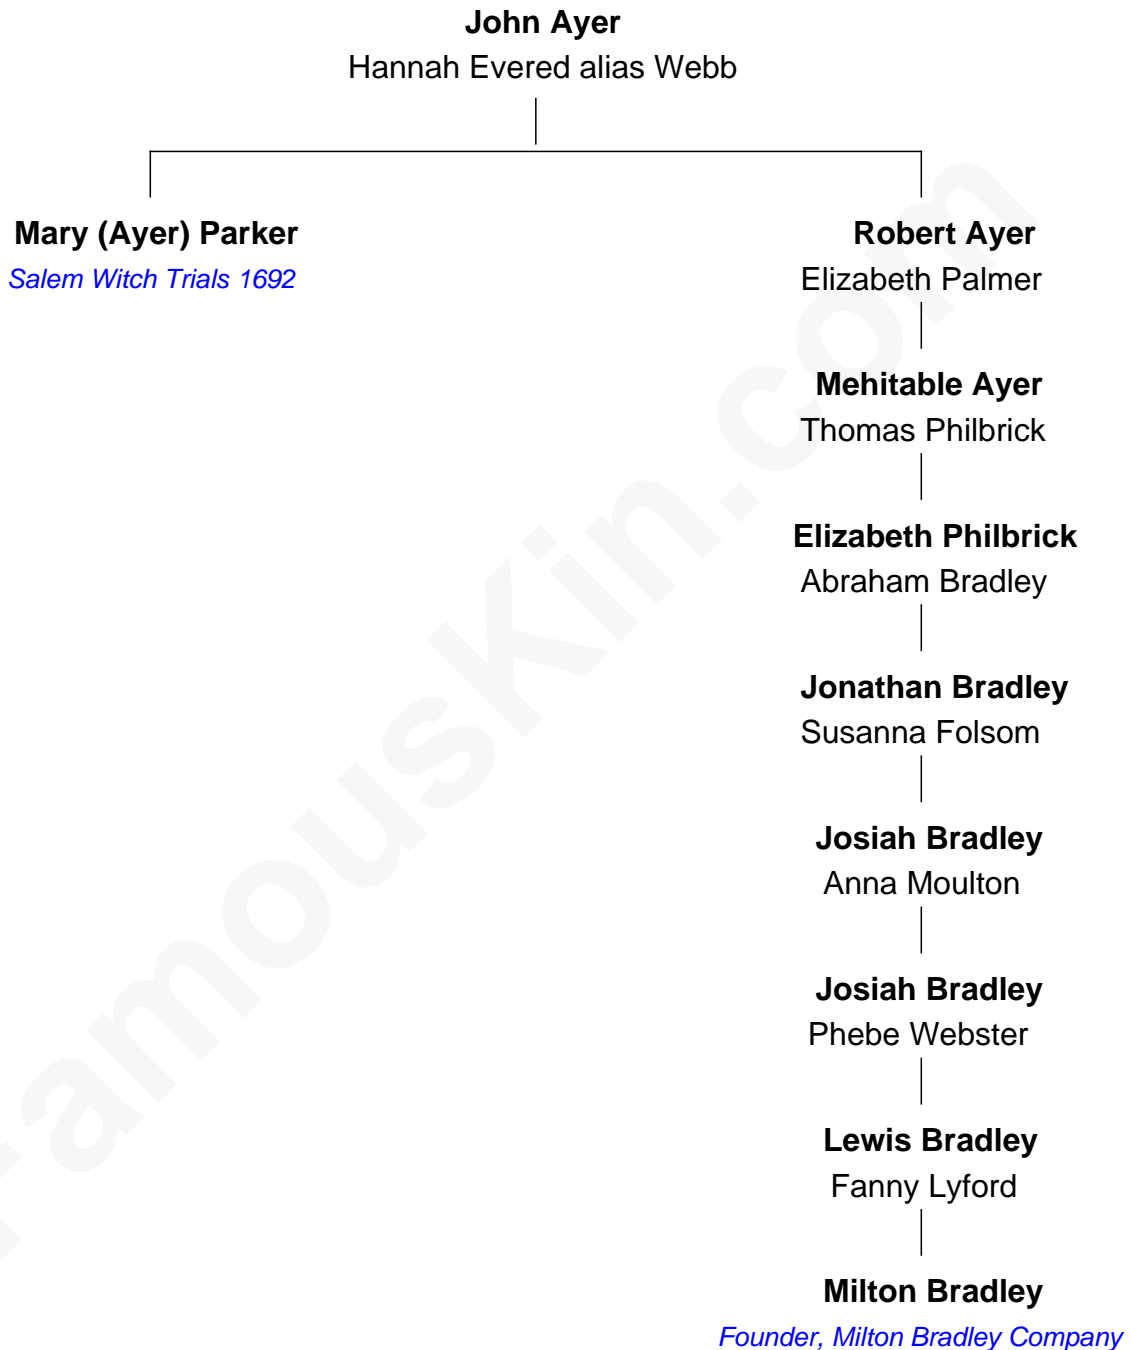 John Ayer
Hannah Evered alias Webb
Mary (Ayer) Parker
Salem Witch Trials 1692
Robert Ayer
Elizabeth Palmer
Mehitable Ayer
Thomas Philbrick
Elizabeth Philbrick
Abraham Bradley
Jonathan Bradley
Susanna Folsom
Josiah Bradley
Anna Moulton
Josiah Bradley
Phebe Webster
Lewis Bradley
Fanny Lyford
Milton Bradley
Founder, Milton Bradley Company
FamousKin.com